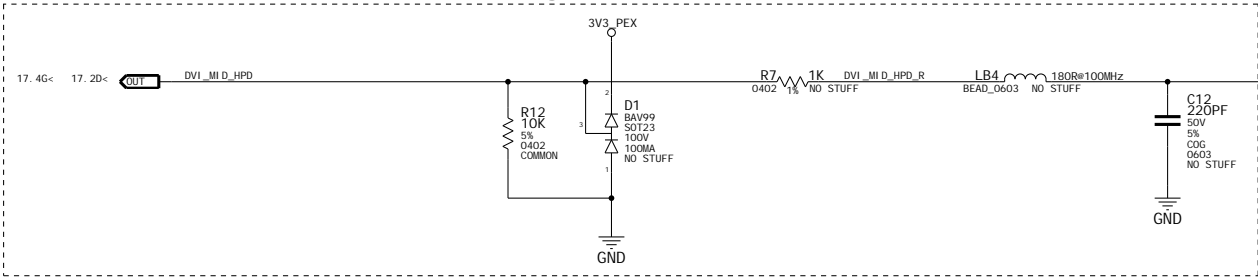 3V3_PEX
17.4G< 17.2D< OUT DVI_MID_HPD
R7 1K DVI_MID_HPD_R LB4 180R@100MHz
0402 1% NO STUFF BEAD_0603 NO STUFF
R12
10K
5%
0402
COMMON
2
3
1
D1
BAV99
SOT23
100V
100MA
NO STUFF
C12
220PF
50V
5%
COG
0603
NO STUFF
GND
GND